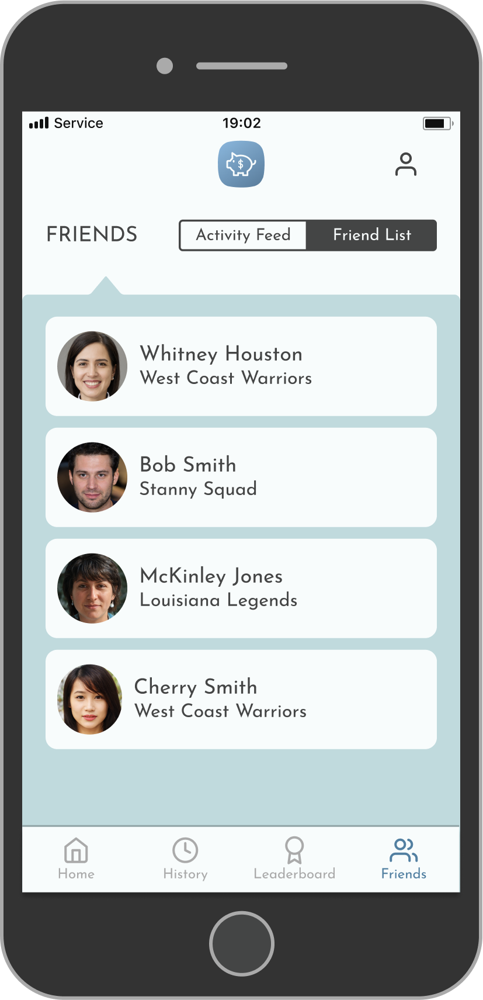 Service
19:02
$
FRIENDS
Activity Feed
Friend List
Whitney Houston
West Coast Warriors
Bob Smith
Stanny Squad
McKinley Jones
Louisiana Legends
Cherry Smith
West Coast Warriors
Home
History
Leaderboard
Friends